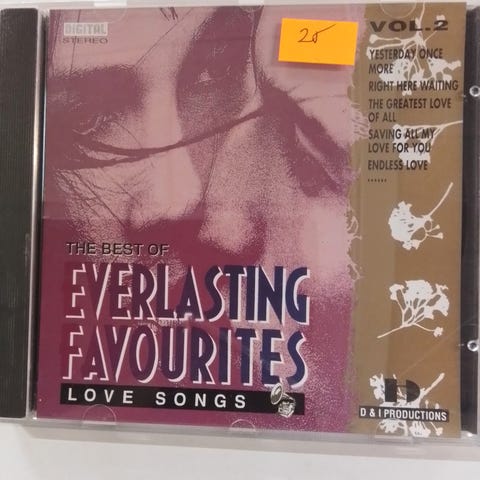 DIGITAL
STEREO
25
VOL.2
YESTERDAY ONCE
MORE
RIGHT HERE WAITING
THE GREATEST LOVE
OF ALL
SAVING ALL MY
LOVE FOR YOU
ENDLESS LOVE
......
THE BEST OF
EVERLASTING
FAVOURITES
LOVE SONGS
D & I PRODUCTIONS